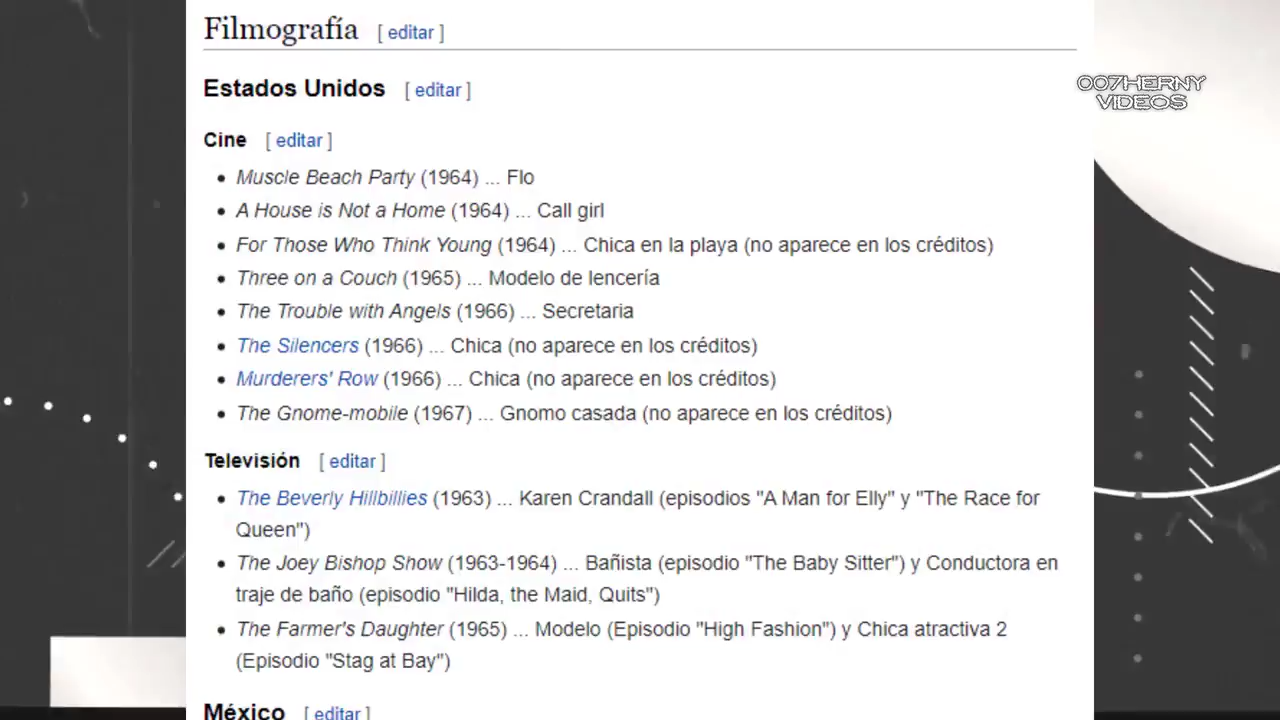 Filmografía [ editar ]
007HERNY
VIDEOS
Estados Unidos [ editar ]
Cine [ editar ]
Muscle Beach Party (1964) ... Flo
A House is Not a Home (1964) ... Call girl
For Those Who Think Young (1964) ... Chica en la playa (no aparece en los créditos)
Three on a Couch (1965) ... Modelo de lencería
The Trouble with Angels (1966) ... Secretaria
The Silencers (1966) ... Chica (no aparece en los créditos)
Murderers' Row (1966) ... Chica (no aparece en los créditos)
The Gnome-mobile (1967) ... Gnomo casada (no aparece en los créditos)
Televisión [ editar ]
The Beverly Hillbillies (1963) ... Karen Crandall (episodios "A Man for Elly" y "The Race for
Queen")
The Joey Bishop Show (1963-1964) ... Bañista (episodio "The Baby Sitter") y Conductora en
traje de baño (episodio "Hilda, the Maid, Quits")
The Farmer's Daughter (1965) ... Modelo (Episodio "High Fashion") y Chica atractiva 2
(Episodio "Stag at Bay")
México [ editar ]